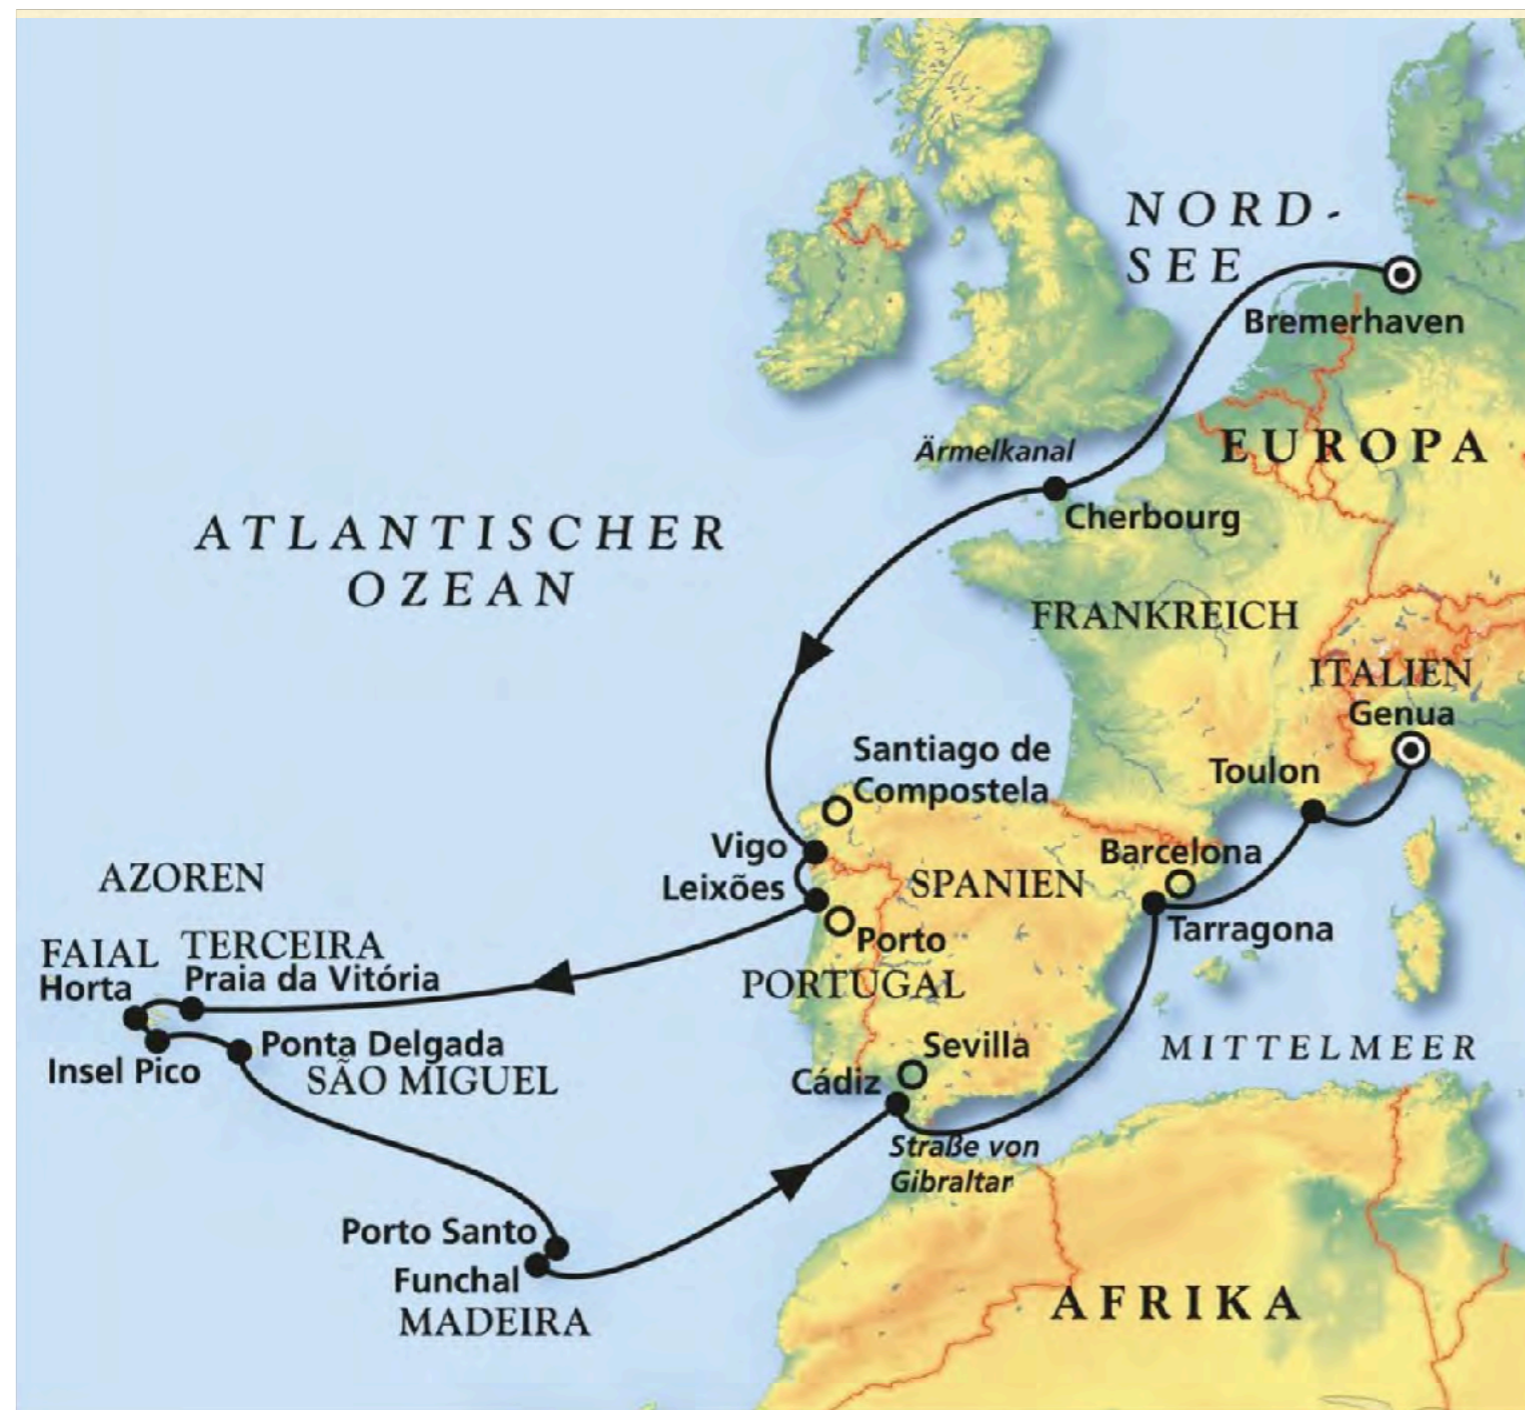 NORD-
SEE
Bremerhaven
Ärmelkanal
EUROPA
Cherbourg
ATLANTISCHER
OZEAN
FRANKREICH
ITALIEN
Genua
Santiago de
Compostela
Toulon
Vigo
Barcelona
Leixões
SPANIEN
AZOREN
Tarragona
Porto
FAIAL
TERCEIRA
Horta
Praia da Vitória
PORTUGAL
Insel Pico
Ponta Delgada
SÃO MIGUEL
Sevilla
MITTELMEER
Cádiz
Straße von
Gibraltar
Porto Santo
Funchal
MADEIRA
AFRIKA